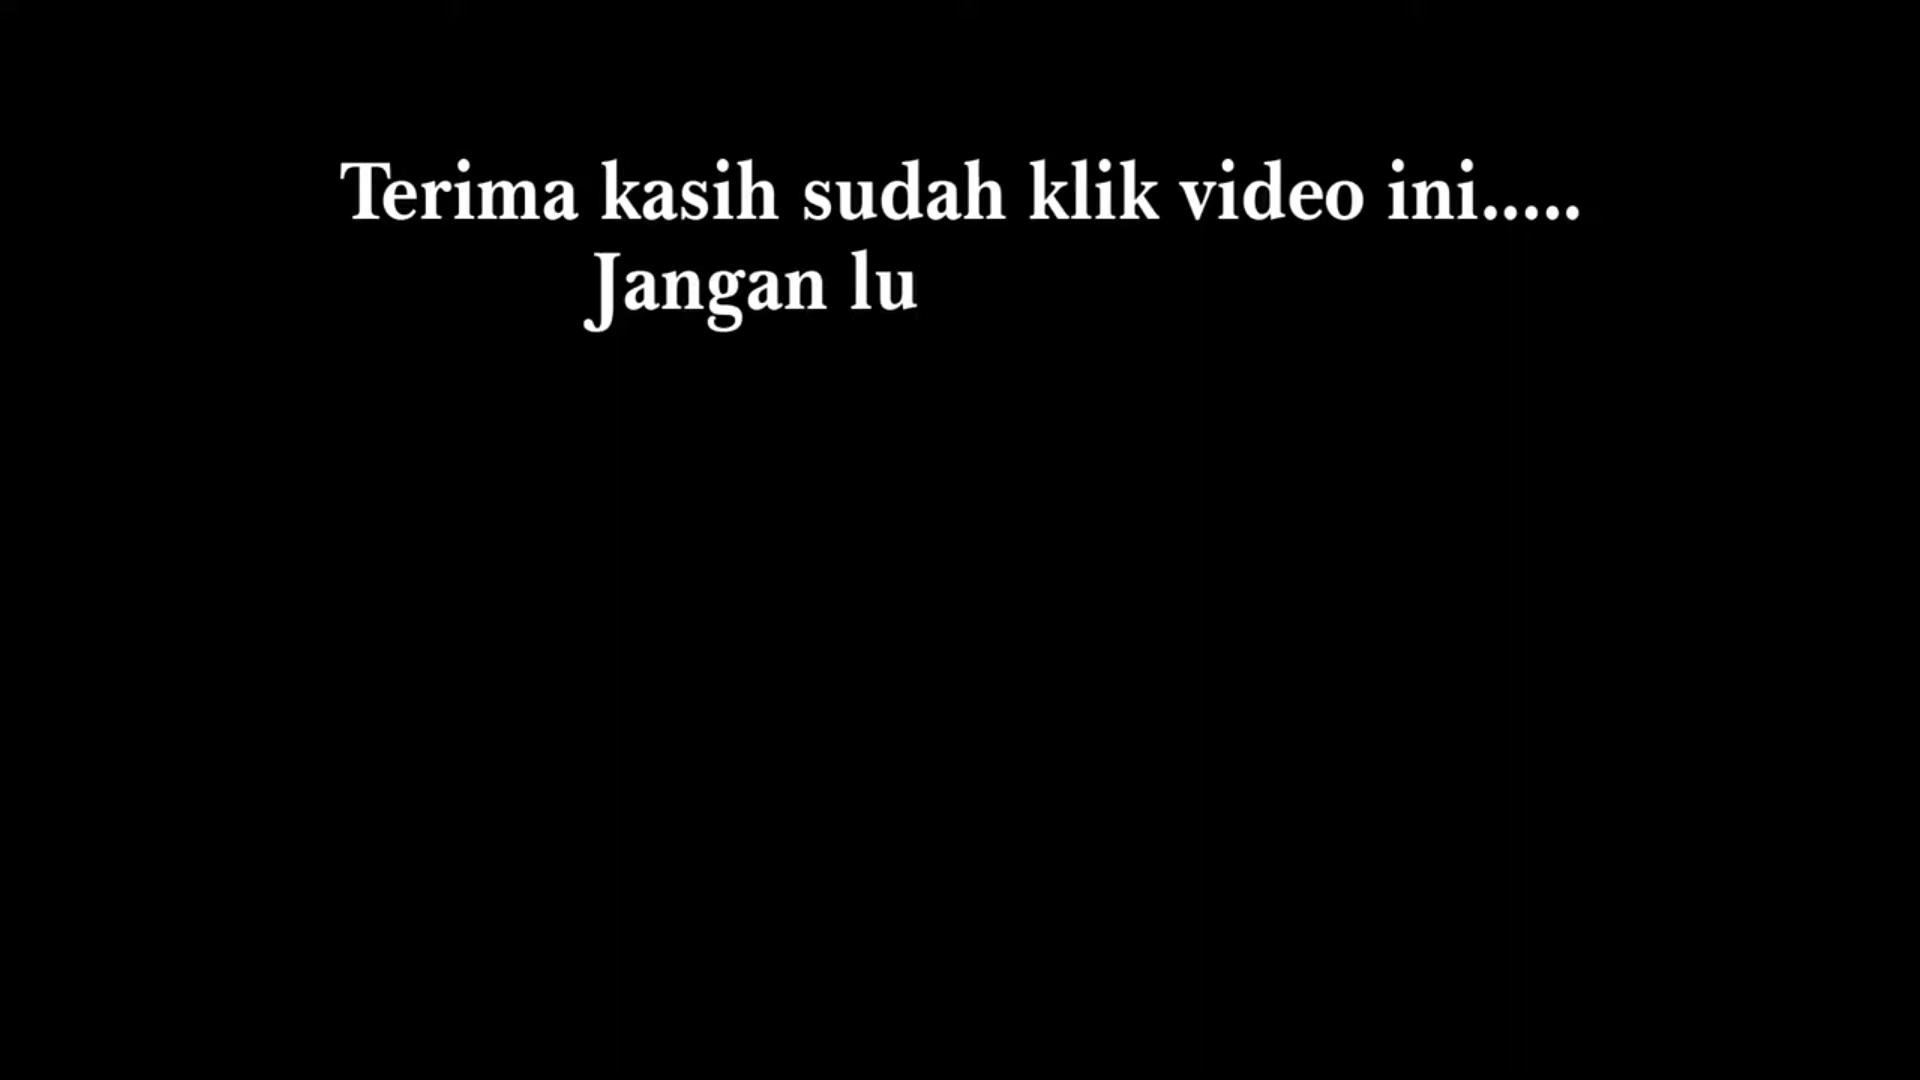 Terima kasih sudah klik video ini.....
Jangan lu